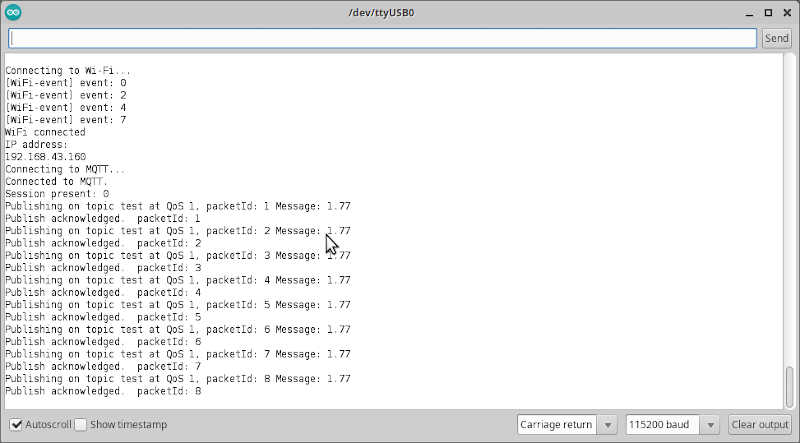 /dev/ttyUSB0
Send
Connecting to Wi-Fi...
[WiFi-event] event: 0
[WiFi-event] event: 2
[WiFi-event] event: 4
[WiFi-event] event: 7
WiFi connected
IP address:
192.168.43.160
Connecting to MQTT...
Connected to MQTT.
Session present: 0
Publishing on topic test at QoS 1, packetId: 1 Message: 1.77
Publish acknowledged.  packetId: 1
Publishing on topic test at QoS 1, packetId: 2 Message: 1.77
Publish acknowledged.  packetId: 2
Publishing on topic test at QoS 1, packetId: 3 Message: 1.77
Publish acknowledged.  packetId: 3
Publishing on topic test at QoS 1, packetId: 4 Message: 1.77
Publish acknowledged.  packetId: 4
Publishing on topic test at QoS 1, packetId: 5 Message: 1.77
Publish acknowledged.  packetId: 5
Publishing on topic test at QoS 1, packetId: 6 Message: 1.77
Publish acknowledged.  packetId: 6
Publishing on topic test at QoS 1, packetId: 7 Message: 1.77
Publish acknowledged.  packetId: 7
Publishing on topic test at QoS 1, packetId: 8 Message: 1.77
Publish acknowledged.  packetId: 8
Autoscroll Show timestamp Carriage return 115200 baud Clear output